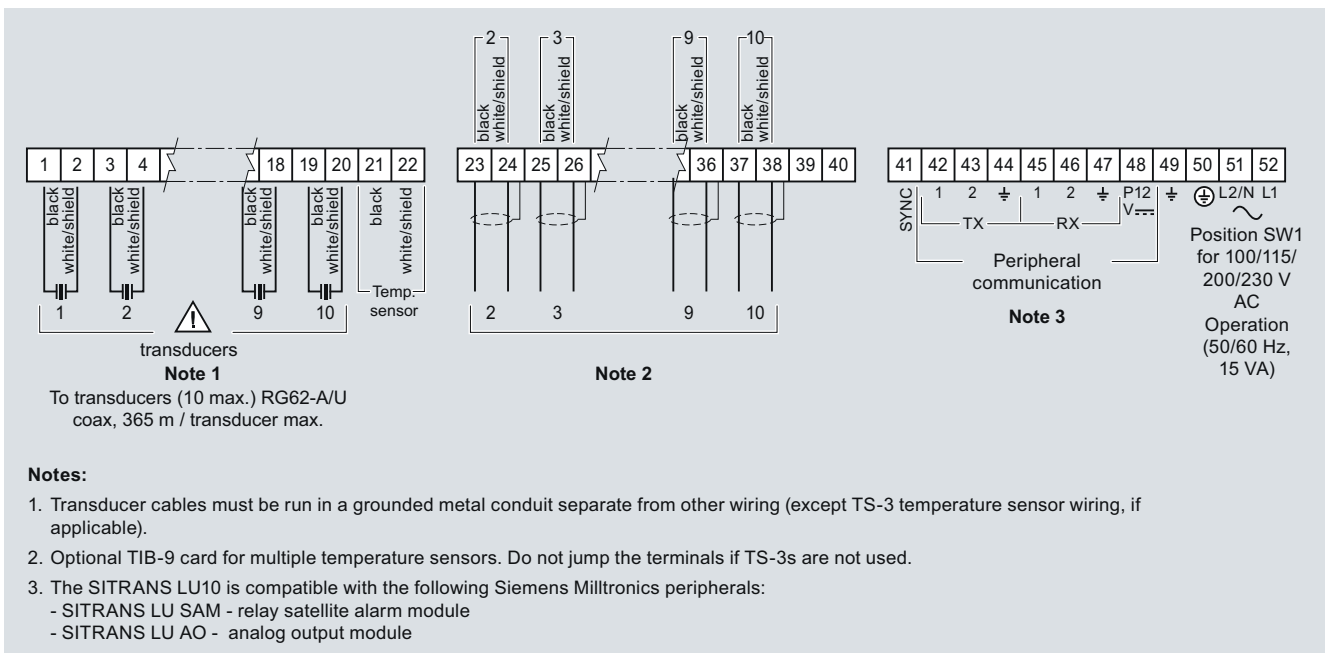 2 3 9 10
black white/shield black white/shield black white/shield black white/shield
1 2 3 4 18 19 20 21 22
23 24 25 26 36 37 38 39 40
41 42 43 44 45 46 47 48 49 50 51 52
black white/shield black white/shield black white/shield black white/shield black white/shield
SYNC 1 2 1 2 P12 V L2/N L1
TX RX
Temp.
sensor
1 2 9 10
transducers
Note 1
To transducers (10 max.) RG62-A/U
coax, 365 m / transducer max.
2 3 9 10
Note 2
Peripheral
communication
Note 3
Position SW1
for 100/115/
200/230 V
AC
Operation
(50/60 Hz,
15 VA)
Notes:
1. Transducer cables must be run in a grounded metal conduit separate from other wiring (except TS-3 temperature sensor wiring, if
applicable).
2. Optional TIB-9 card for multiple temperature sensors. Do not jump the terminals if TS-3s are not used.
3. The SITRANS LU10 is compatible with the following Siemens Milltronics peripherals:
- SITRANS LU SAM - relay satellite alarm module
- SITRANS LU AO - analog output module